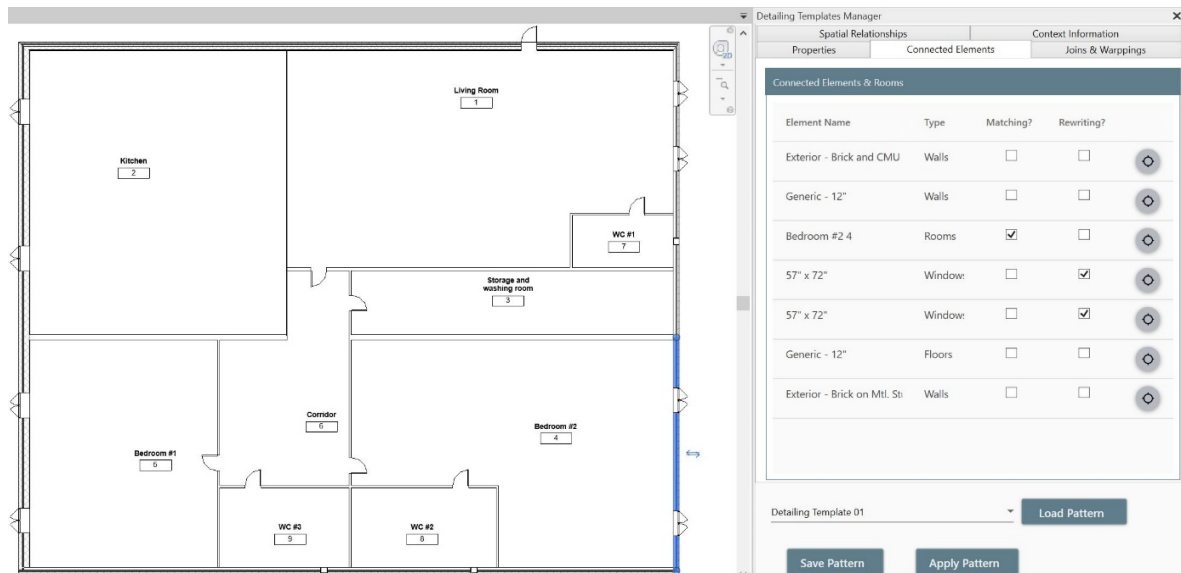 Living Room
1
Kitchen
2
WC #1
7
Storage and
washing room
3
Corridor
6
Bedroom #2
4
Bedroom #1
5
WC #3
9
WC #2
8
2D
Detailing Templates Manager
Spatial Relationships Context Information
Properties Connected Elements Joins & Warppings
Connected Elements & Rooms
Element Name Type Matching? Rewriting?
Exterior - Brick and CMU Walls
Generic - 12" Walls
Bedroom #2 4 Rooms
57" x 72" Window
57" x 72" Window
Generic - 12" Floors
Exterior - Brick on Mtl. St Walls
Detailing Template 01 Load Pattern
Save Pattern Apply Pattern